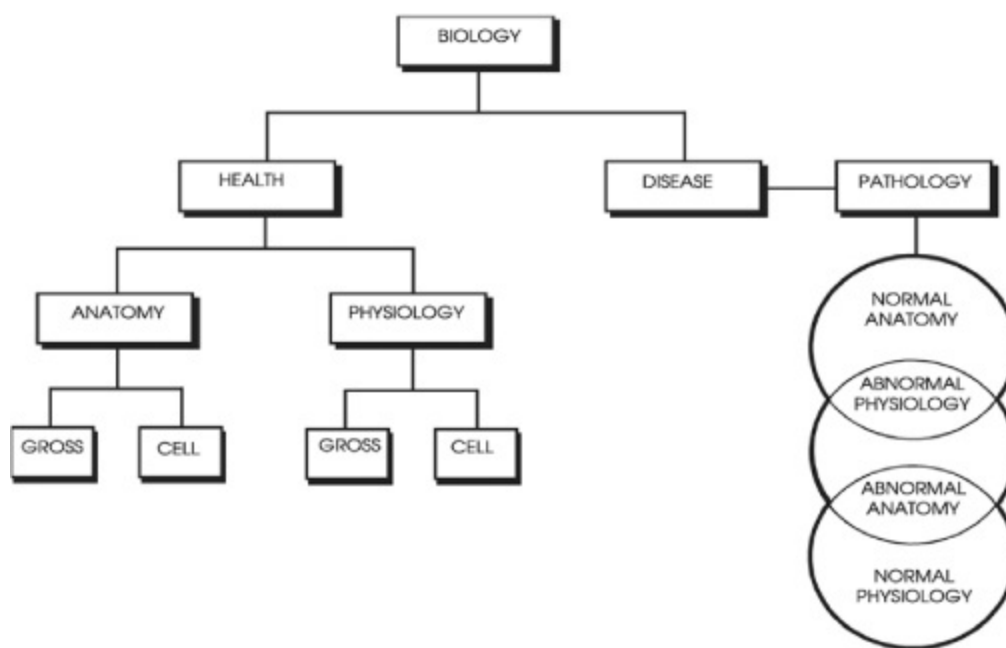 BIOLOGY
HEALTH
DISEASE
PATHOLOGY
ANATOMY
PHYSIOLOGY
GROSS
CELL
GROSS
CELL
NORMAL
ANATOMY
ABNORMAL
PHYSIOLOGY
ABNORMAL
ANATOMY
NORMAL
PHYSIOLOGY